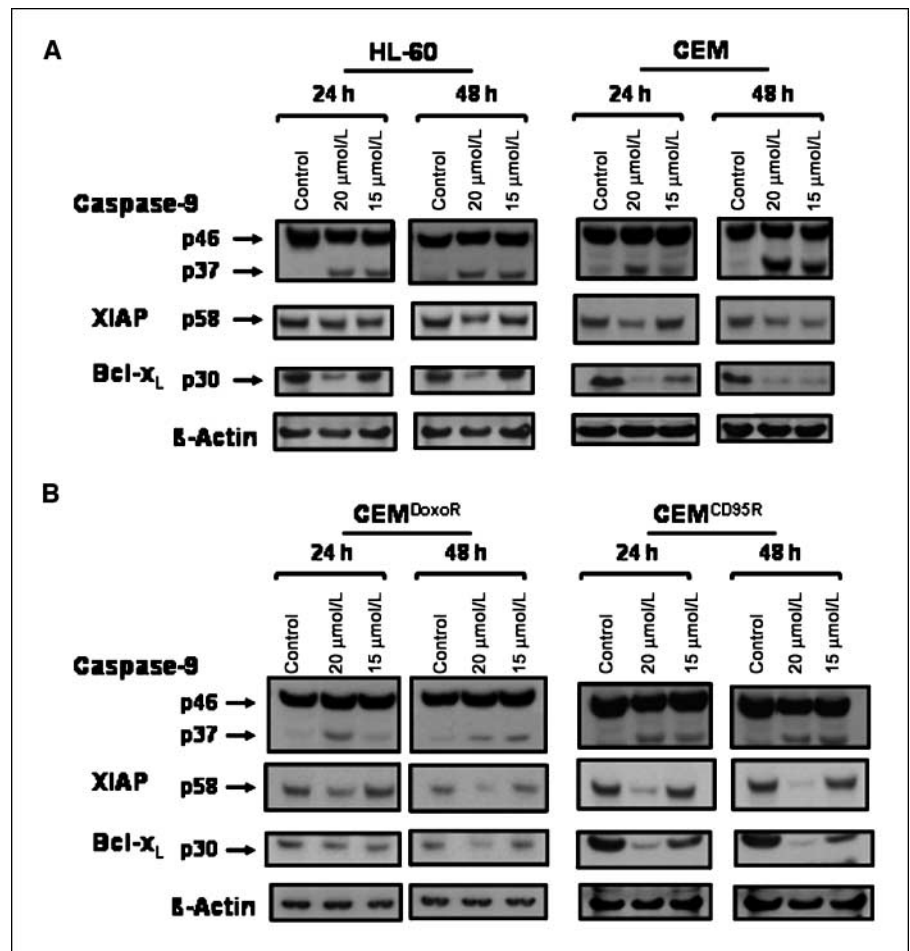 A
HL-60 CEM
24 h 48 h 24 h 48 h
Control 20 µmol/L 15 µmol/L Control 20 µmol/L 15 µmol/L Control 20 µmol/L 15 µmol/L Control 20 µmol/L 15 µmol/L
Caspase-9
p46 →
p37 →
XIAP p58 →
Bcl-xL p30 →
ß-Actin
B
CEMDoxoR CEMCD95R
24 h 48 h 24 h 48 h
Control 20 µmol/L 15 µmol/L Control 20 µmol/L 15 µmol/L Control 20 µmol/L 15 µmol/L Control 20 µmol/L 15 µmol/L
Caspase-9
p46 →
p37 →
XIAP p58 →
Bcl-xL p30 →
ß-Actin